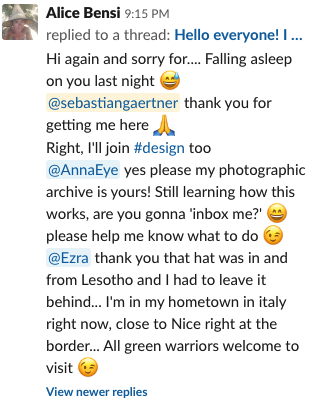 Alice Bensi 9:15 PM
replied to a thread: Hello everyone! I ...
Hi again and sorry for.... Falling asleep
on you last night 😅
@sebastiangaertner thank you for
getting me here 🙏
Right, I'll join #design too
@AnnaEye yes please my photographic
archive is yours! Still learning how this
works, are you gonna 'inbox me?' 😄
please help me know what to do 😉
@Ezra thank you that hat was in and
from Lesotho and I had to leave it
behind... I'm in my hometown in italy
right now, close to Nice right at the
border... All green warriors welcome to
visit 😉
View newer replies